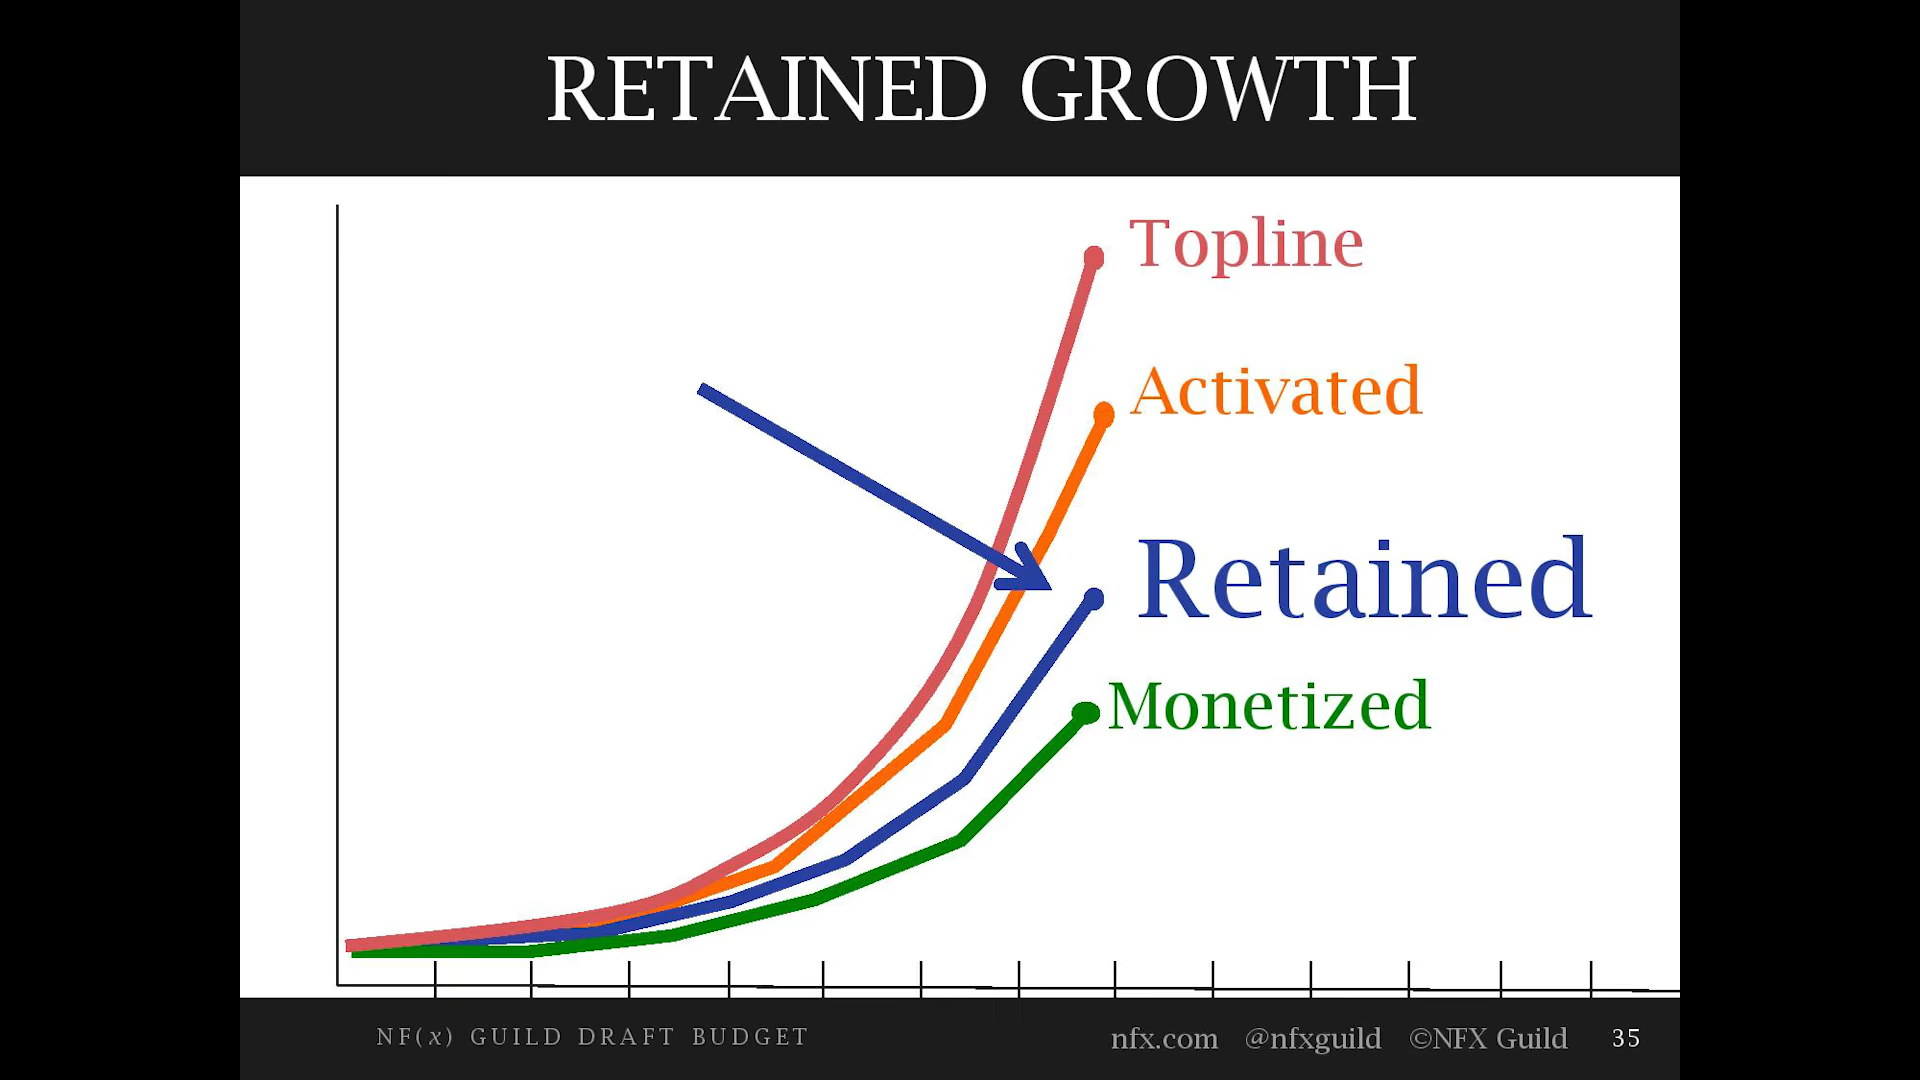 RETAINED GROWTH
Topline
Activated
Retained
Monetized
NF(x) GUILD DRAFT BUDGET
nfx.com @nfxguild ©NFX Guild 35